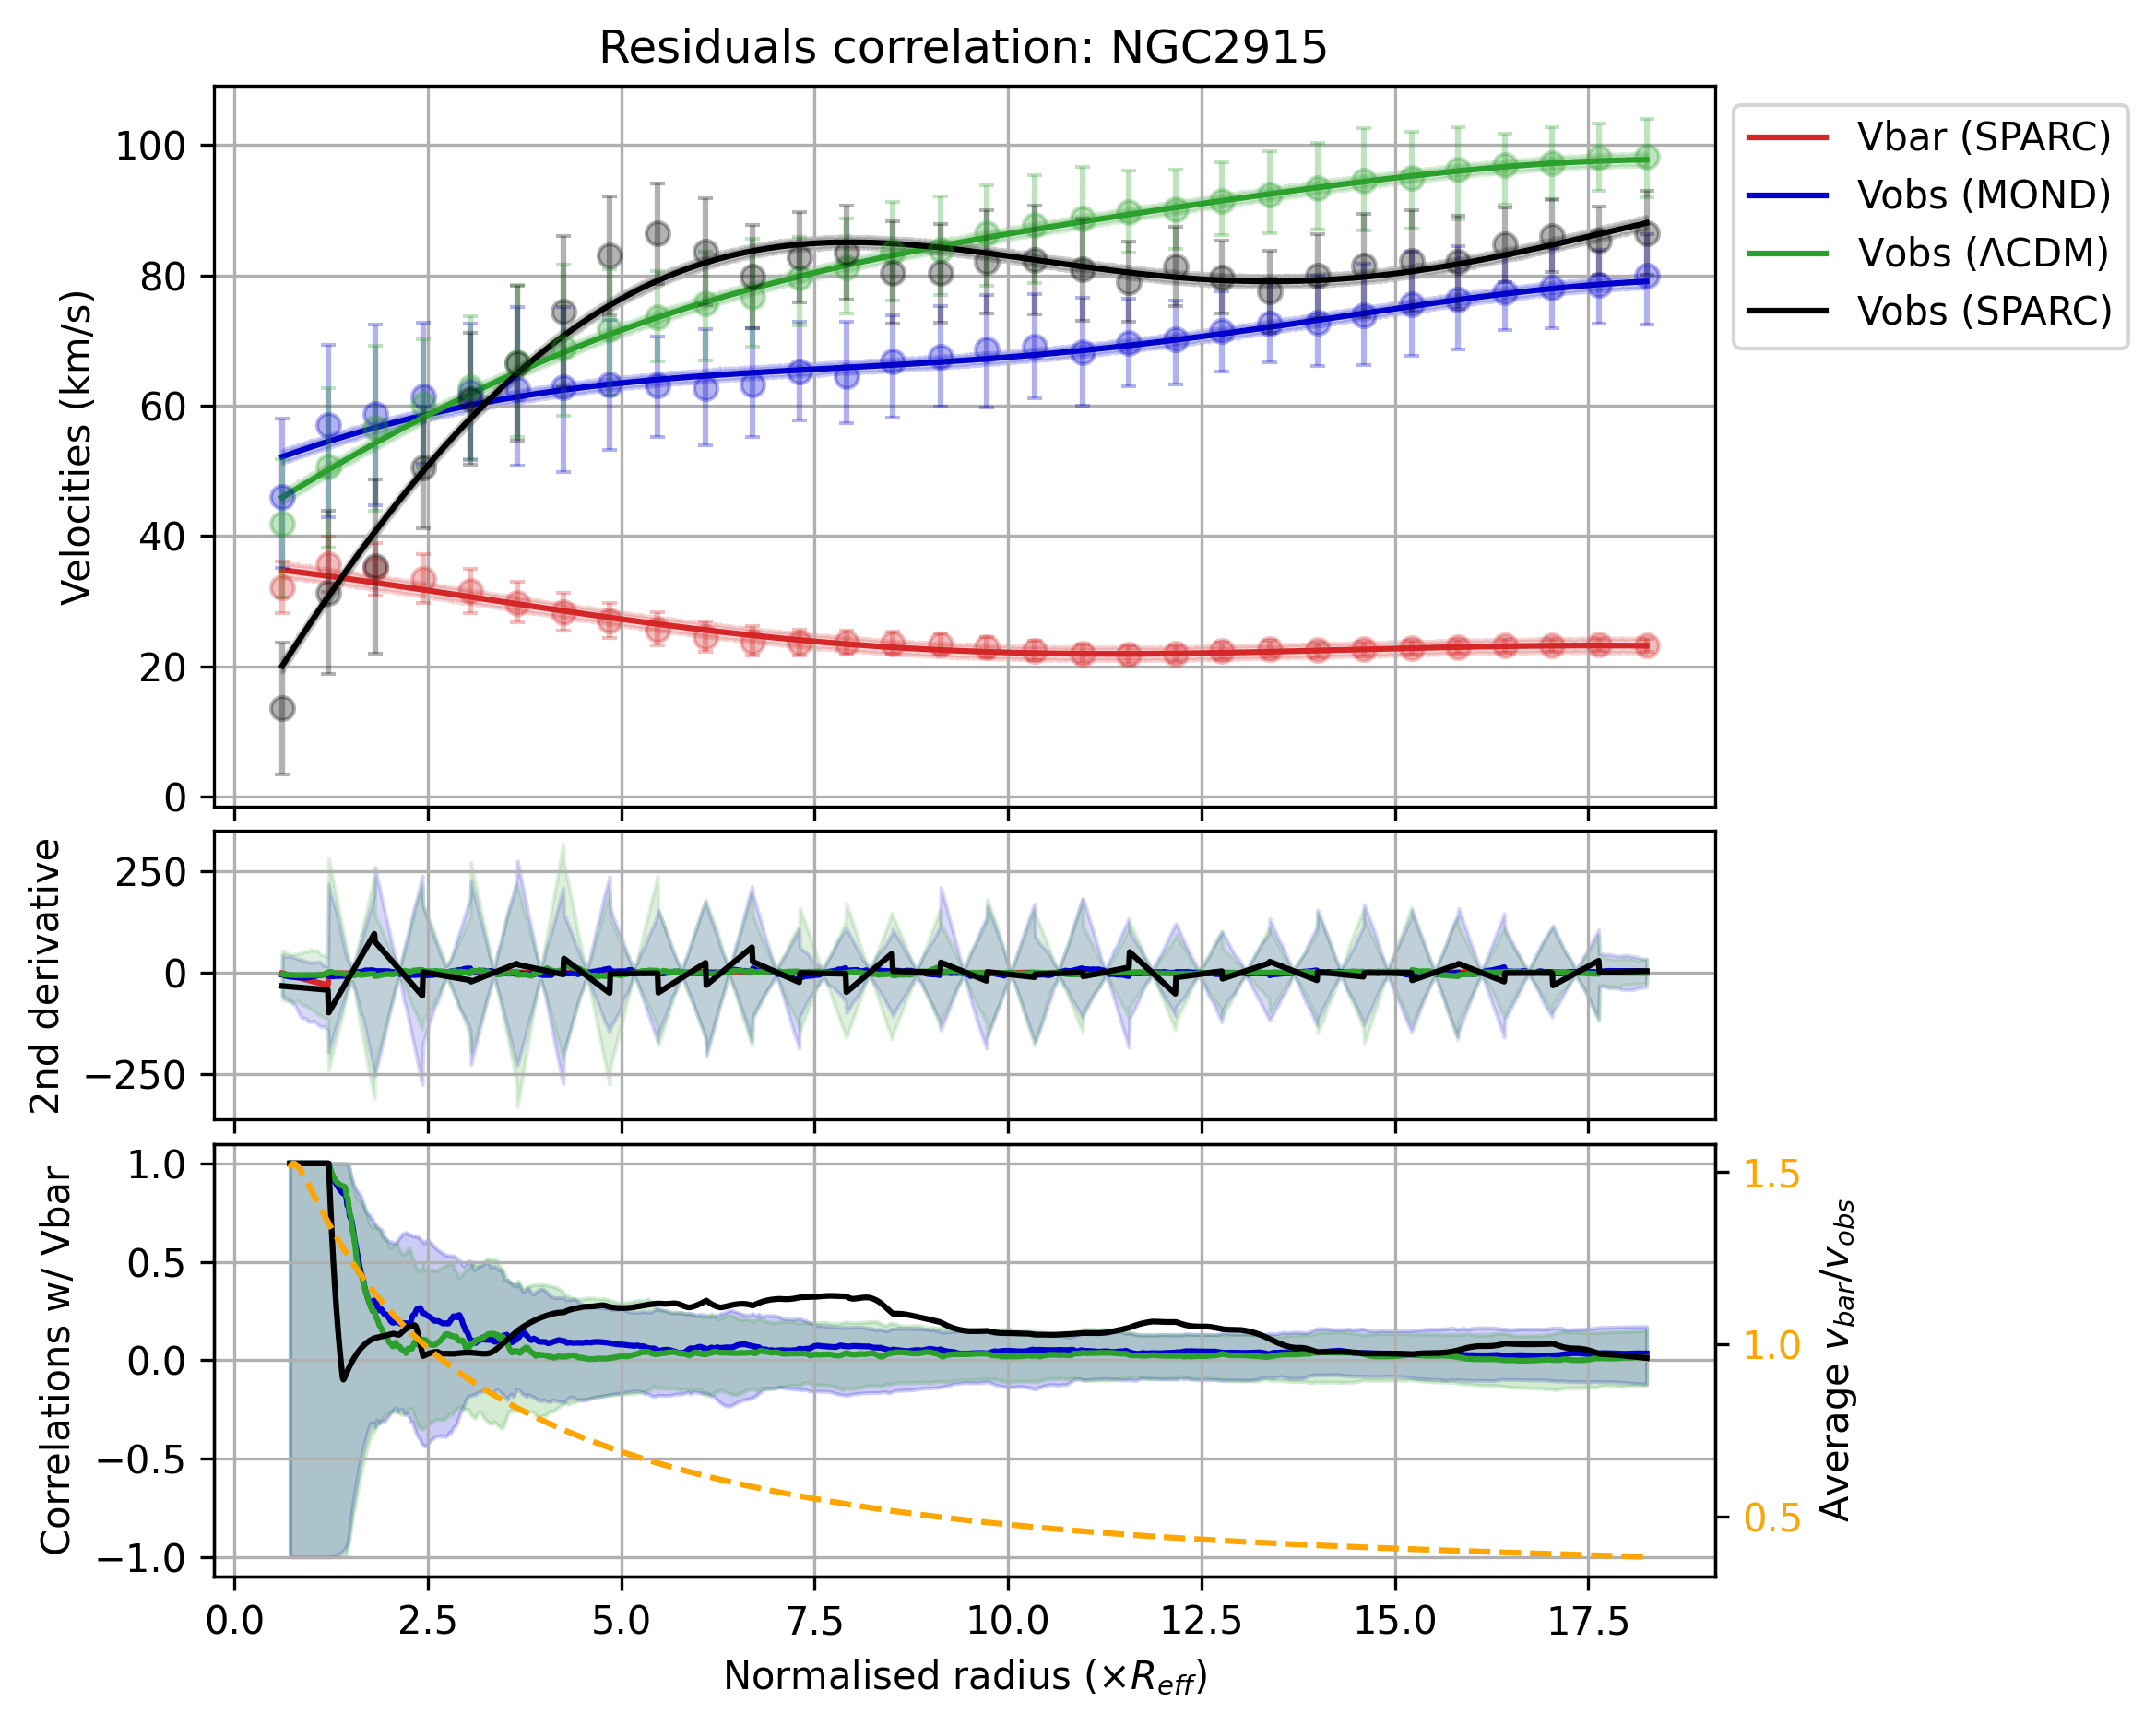 Residuals correlation: NGC2915
Velocities (km/s)
100
80
60
40
20
0
Vbar (SPARC)
Vobs (MOND)
Vobs (ΛCDM)
Vobs (SPARC)
2nd derivative
250
0
−250
Correlations w/ Vbar
1.0
0.5
0.0
−0.5
−1.0
1.5
1.0
0.5
Average v_bar/v_obs
0.0 2.5 5.0 7.5 10.0 12.5 15.0 17.5
Normalised radius (×R_eff)